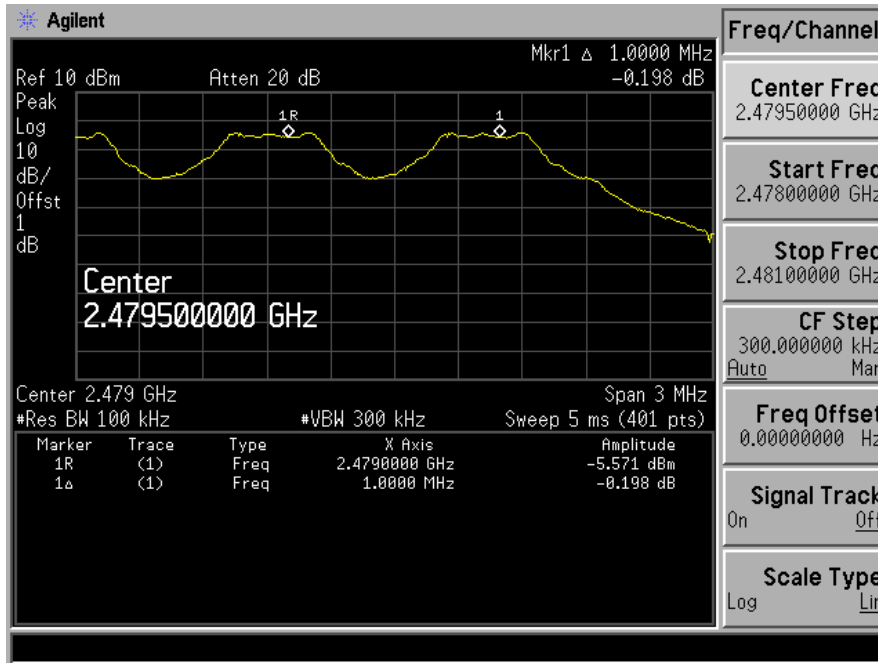 Agilent
Freq/Channel
Mkr1 Δ 1.0000 MHz
Ref 10 dBm Atten 20 dB -0.198 dB
Peak
Log
10
dB/
Offst
1
dB
1R
1
Center
2.479500000 GHz
Center 2.479 GHz Span 3 MHz
#Res BW 100 kHz #VBW 300 kHz Sweep 5 ms (401 pts)
Marker Trace Type X Axis Amplitude
1R (1) Freq 2.4790000 GHz -5.571 dBm
1Δ (1) Freq 1.0000 MHz -0.198 dB
Center Freq
2.47950000 GHz
Start Freq
2.47800000 GHz
Stop Freq
2.48100000 GHz
CF Step
300.000000 kHz
Auto Man
Freq Offset
0.00000000 Hz
Signal Track
On Off
Scale Type
Log Lin